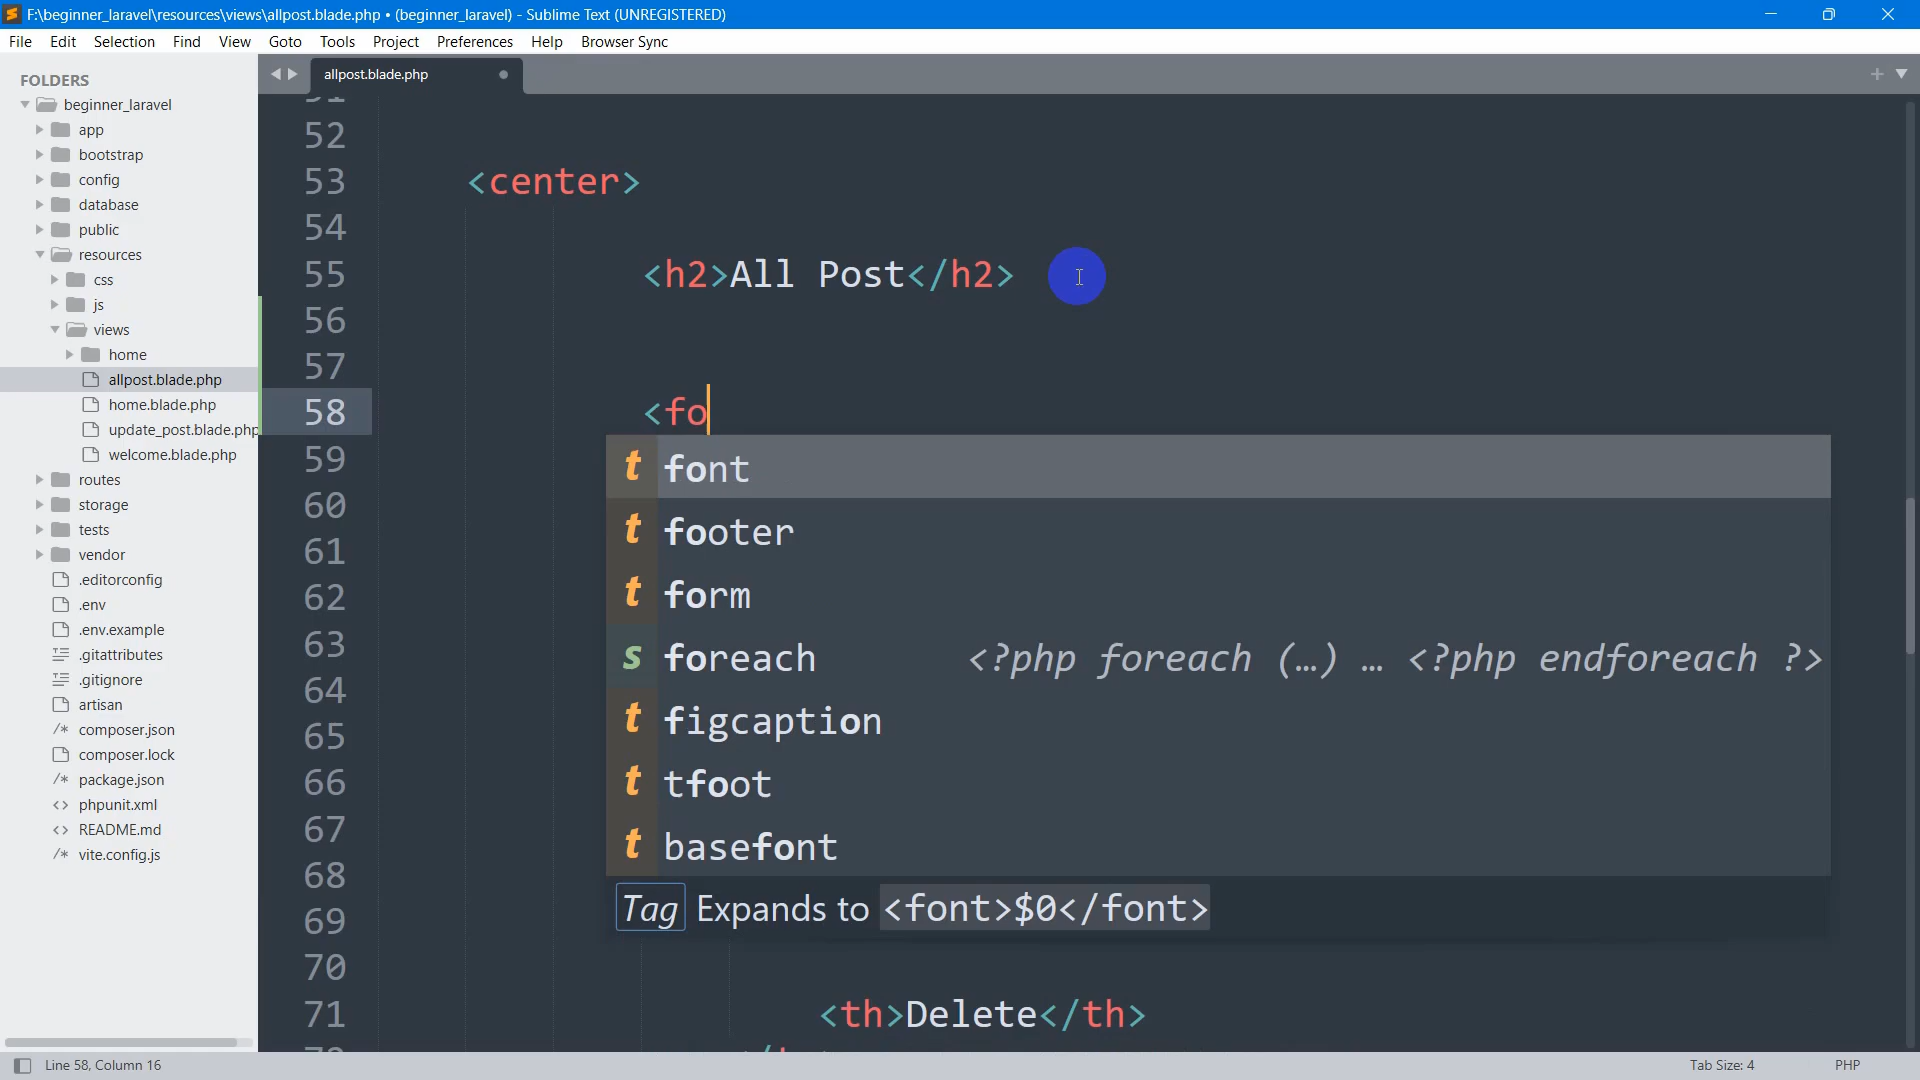 F:\beginner_laravel\resources\views\allpost.blade.php • (beginner_laravel) - Sublime Text (UNREGISTERED)
File Edit Selection Find View Goto Tools Project Preferences Help Browser Sync
FOLDERS
beginner_laravel
app
bootstrap
config
database
public
resources
css
js
views
home
allpost.blade.php
home.blade.php
update_post.blade.php
welcome.blade.php
routes
storage
tests
vendor
.editorconfig
.env
.env.example
.gitattributes
.gitignore
artisan
/* composer.json
composer.lock
/* package.json
<> phpunit.xml
<> README.md
/* vite.config.js
allpost.blade.php
52
53 <center>
54
55 <h2>All Post</h2>
56
57
58 <fo
59
60
61
62
63
64
65
66
67
68
69
70
71 <th>Delete</th>
t font
t footer
t form
s foreach <?php foreach (…) … <?php endforeach ?>
t figcaption
t tfoot
t basefont
Tag Expands to <font>$0</font>
Line 58, Column 16
Tab Size: 4
PHP